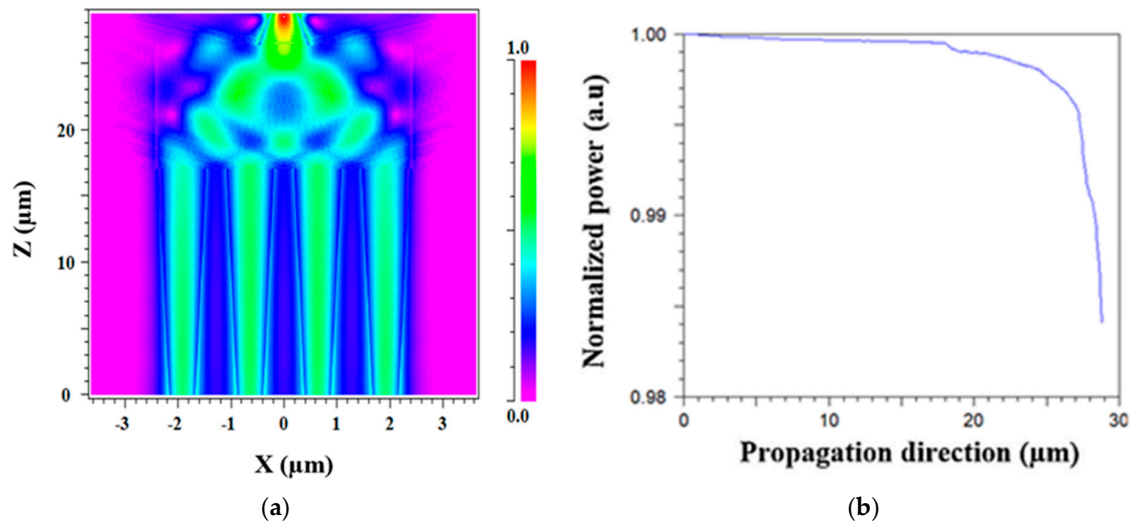 1.0
0.0
Z (µm)
20
10
0
-3 -2 -1 0 1 2 3
X (µm)
(a)
Normalized power (a.u)
1.00
0.99
0.98
0 10 20 30
Propagation direction (µm)
(b)